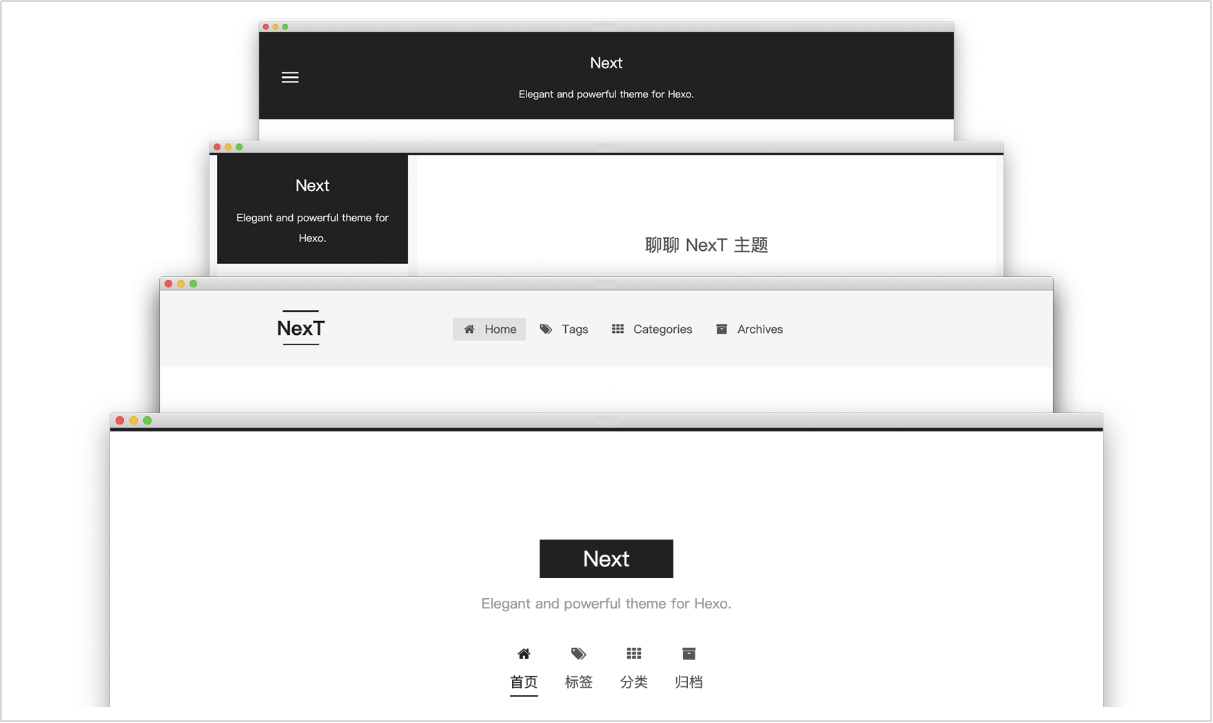 Next
Elegant and powerful theme for Hexo.
Next
Elegant and powerful theme for
Hexo.
聊聊 NexT 主题
NexT
Home Tags Categories Archives
Next
Elegant and powerful theme for Hexo.
首页 标签 分类 归档